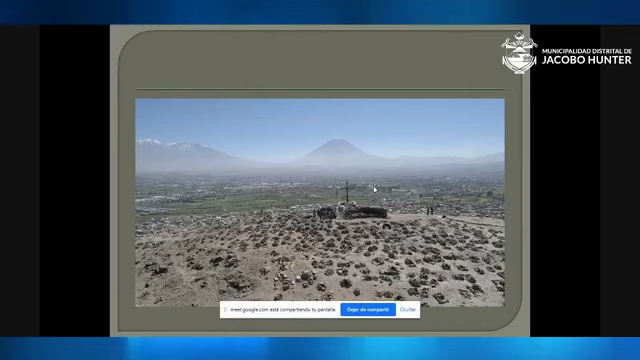 MUNICIPALIDAD DISTRITAL DE
JACOBO HUNTER
meet.google.com está compartiendo tu pantalla.
Dejar de compartir
Ocultar